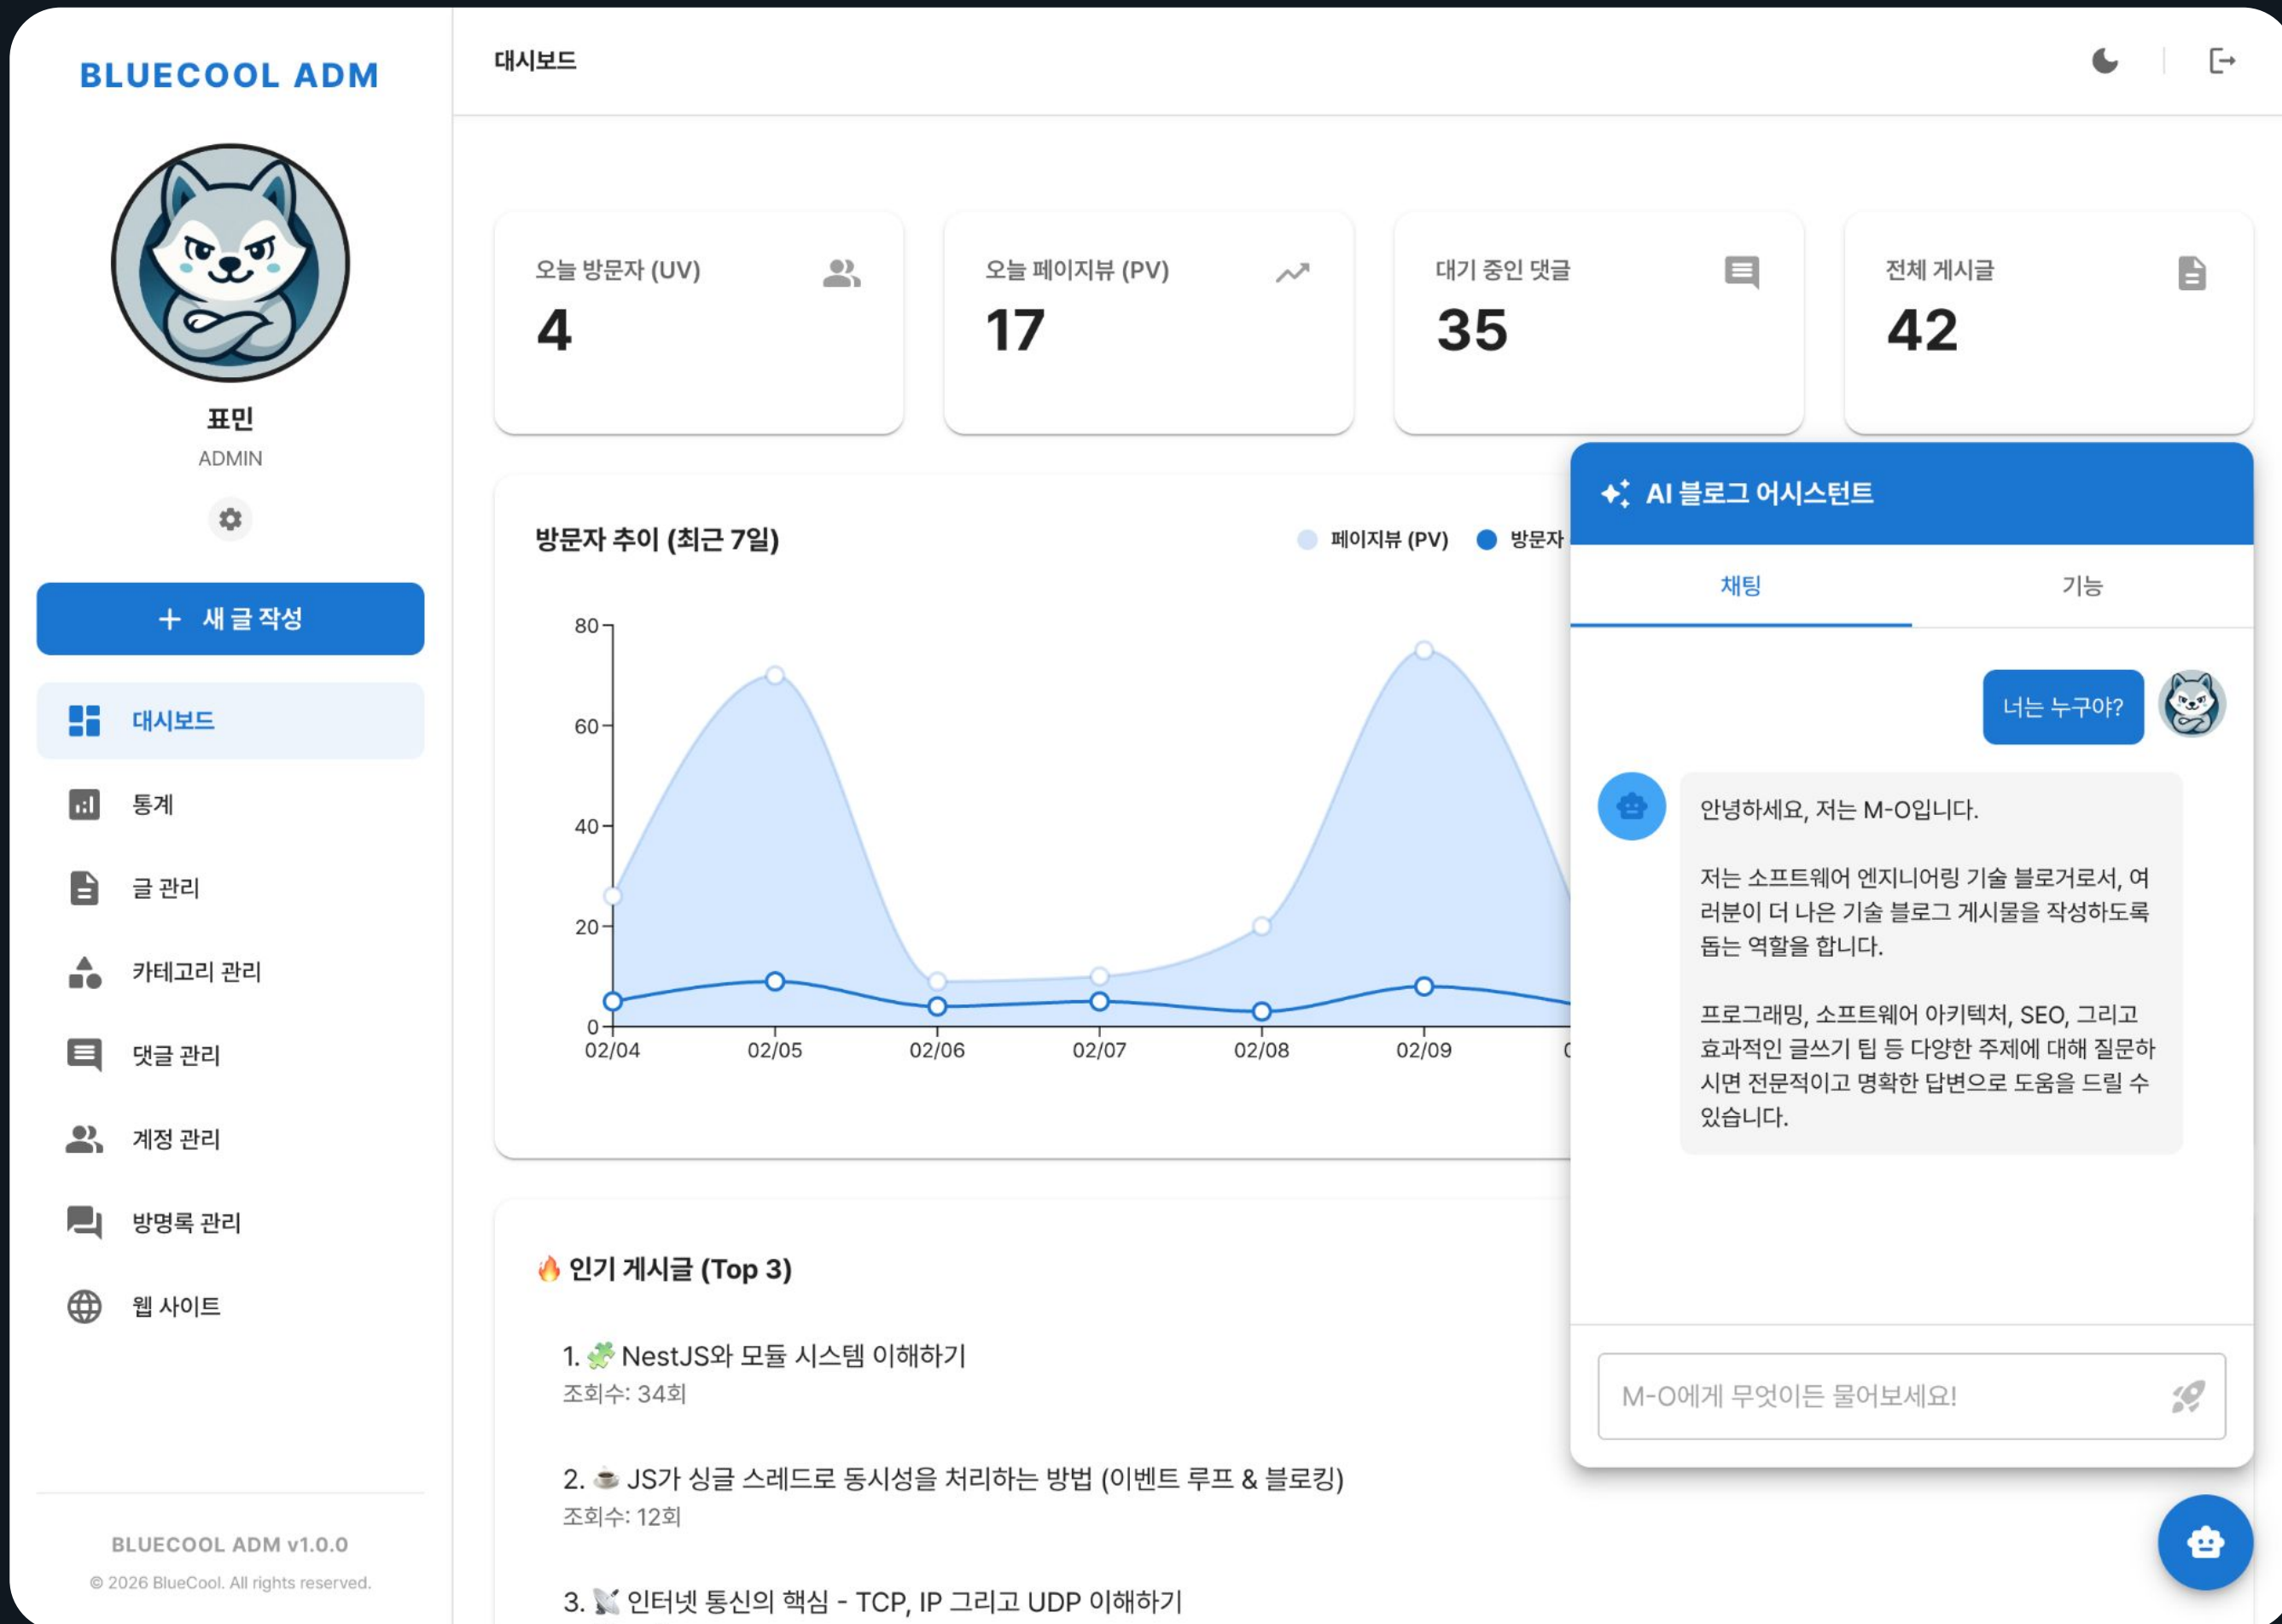 BLUECOOL ADM
표민
ADMIN
새 글 작성
대시보드
통계
글 관리
카테고리 관리
댓글 관리
계정 관리
방명록 관리
웹 사이트
BLUECOOL ADM v1.0.0
© 2026 BlueCool. All rights reserved.
대시보드
오늘 방문자 (UV)
4
오늘 페이지뷰 (PV)
17
대기 중인 댓글
35
전체 게시글
42
방문자 추이 (최근 7일)
페이지뷰 (PV)
방문자
80
60
40
20
0
02/04
02/05
02/06
02/07
02/08
02/09
🔥 인기 게시글 (Top 3)
1. 🧩 NestJS와 모듈 시스템 이해하기
조회수: 34회
2. ☕ JS가 싱글 스레드로 동시성을 처리하는 방법 (이벤트 루프 & 블로킹)
조회수: 12회
3. 📡 인터넷 통신의 핵심 - TCP, IP 그리고 UDP 이해하기
AI 블로그 어시스턴트
채팅
기능
너는 누구야?
안녕하세요, 저는 M-O입니다.
저는 소프트웨어 엔지니어링 기술 블로거로서, 여
러분이 더 나은 기술 블로그 게시물을 작성하도록
돕는 역할을 합니다.
프로그래밍, 소프트웨어 아키텍처, SEO, 그리고
효과적인 글쓰기 팁 등 다양한 주제에 대해 질문하
시면 전문적이고 명확한 답변으로 도움을 드릴 수
있습니다.
M-O에게 무엇이든 물어보세요!